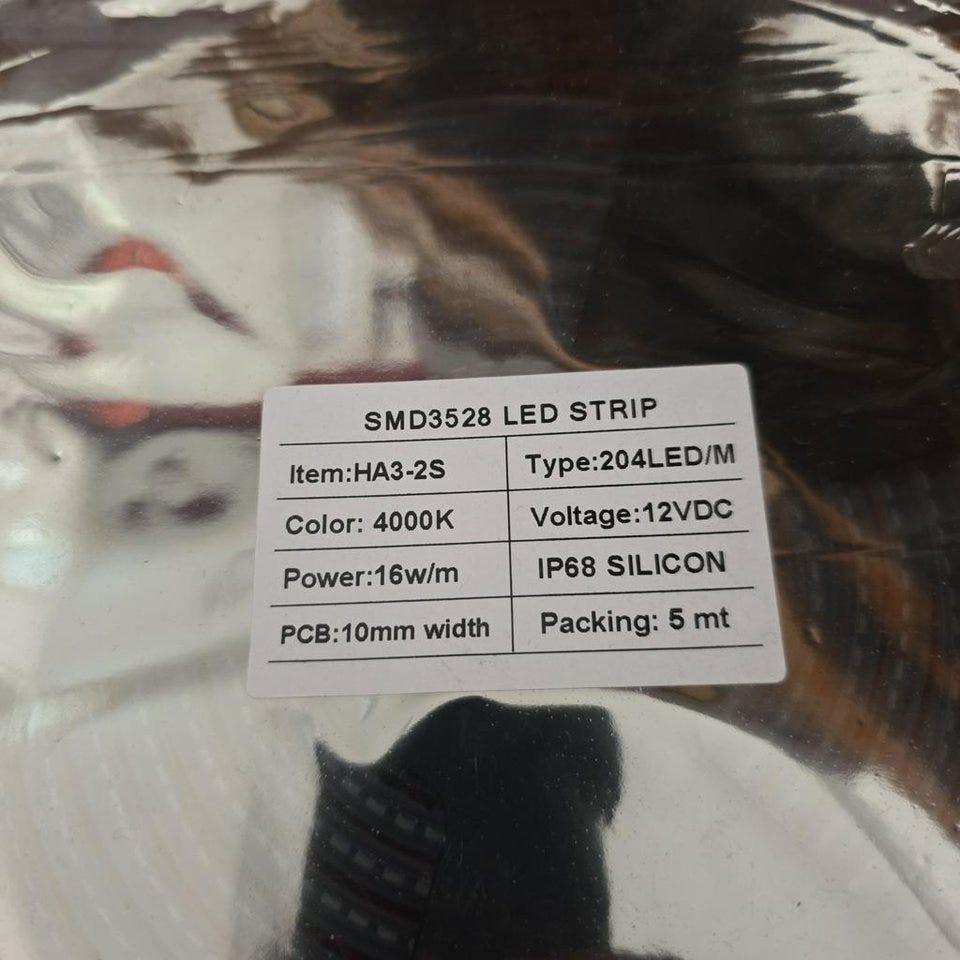 SMD3528 LED STRIP
Item:HA3-2S
Type:204LED/M
Color: 4000K
Voltage:12VDC
Power:16w/m
IP68 SILICON
PCB:10mm width
Packing: 5 mt